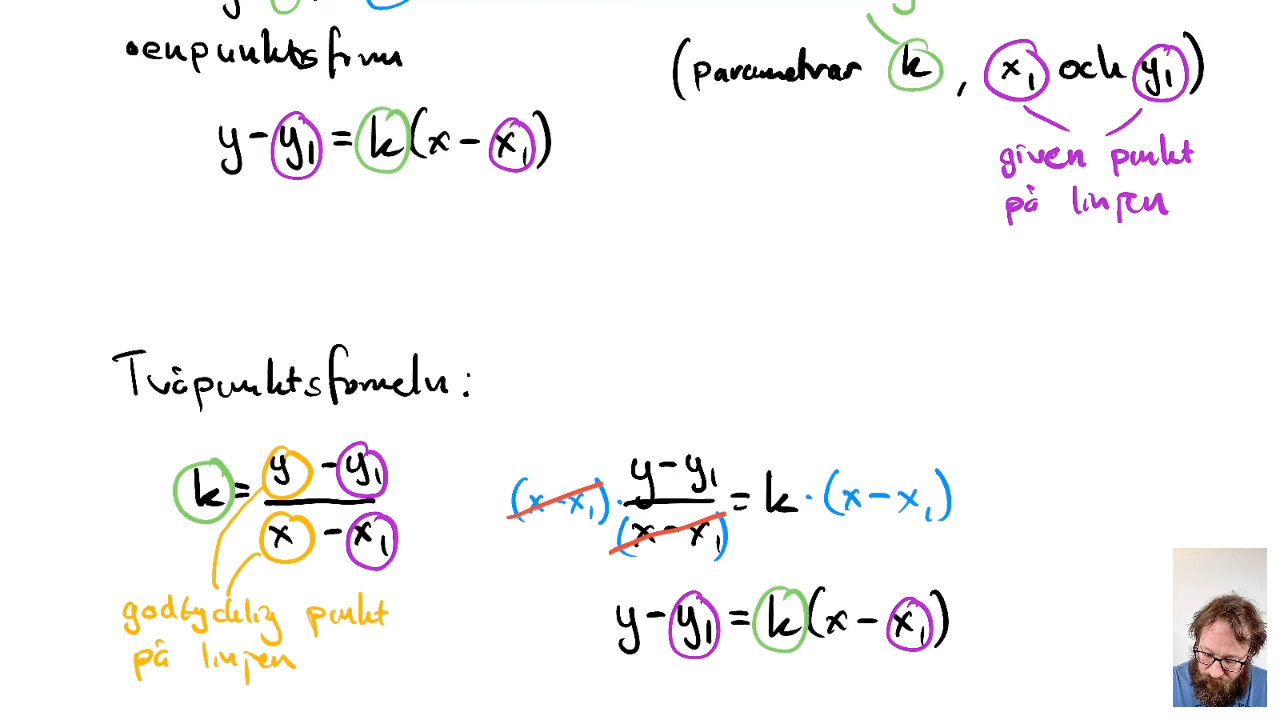 •enpunktsform
(parametrar k, x₁ och y₁)
y - y₁ = k(x - x₁)
given punkt
på linjen
Tvåpunktsformeln:
k = (y - y₁)/(x - x₁)
(x - x₁) · (y - y₁)/(x - x₁) = k · (x - x₁)
godtycklig punkt
på linjen
y - y₁ = k(x - x₁)